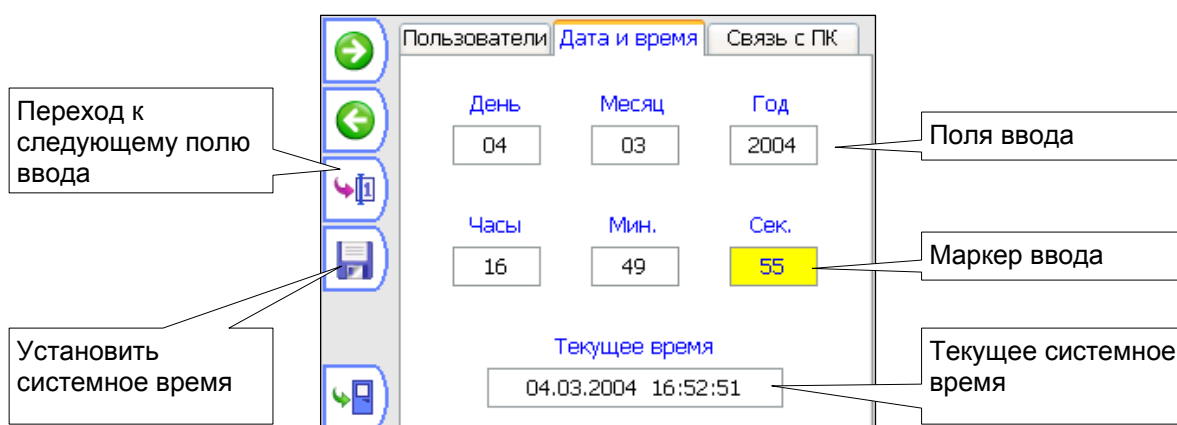 Пользователи Дата и время Связь с ПК
Переход к
следующему полю
ввода
День Месяц Год
04 03 2004
Поля ввода
1
Часы Мин. Сек.
16 49 55
Маркер ввода
Установить
системное время
Текущее время
04.03.2004 16:52:51
Текущее системное
время